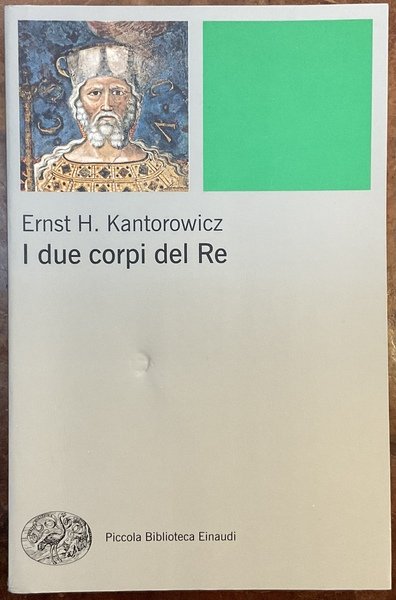 Ernst H. Kantorowicz
I due corpi del Re
Piccola Biblioteca Einaudi